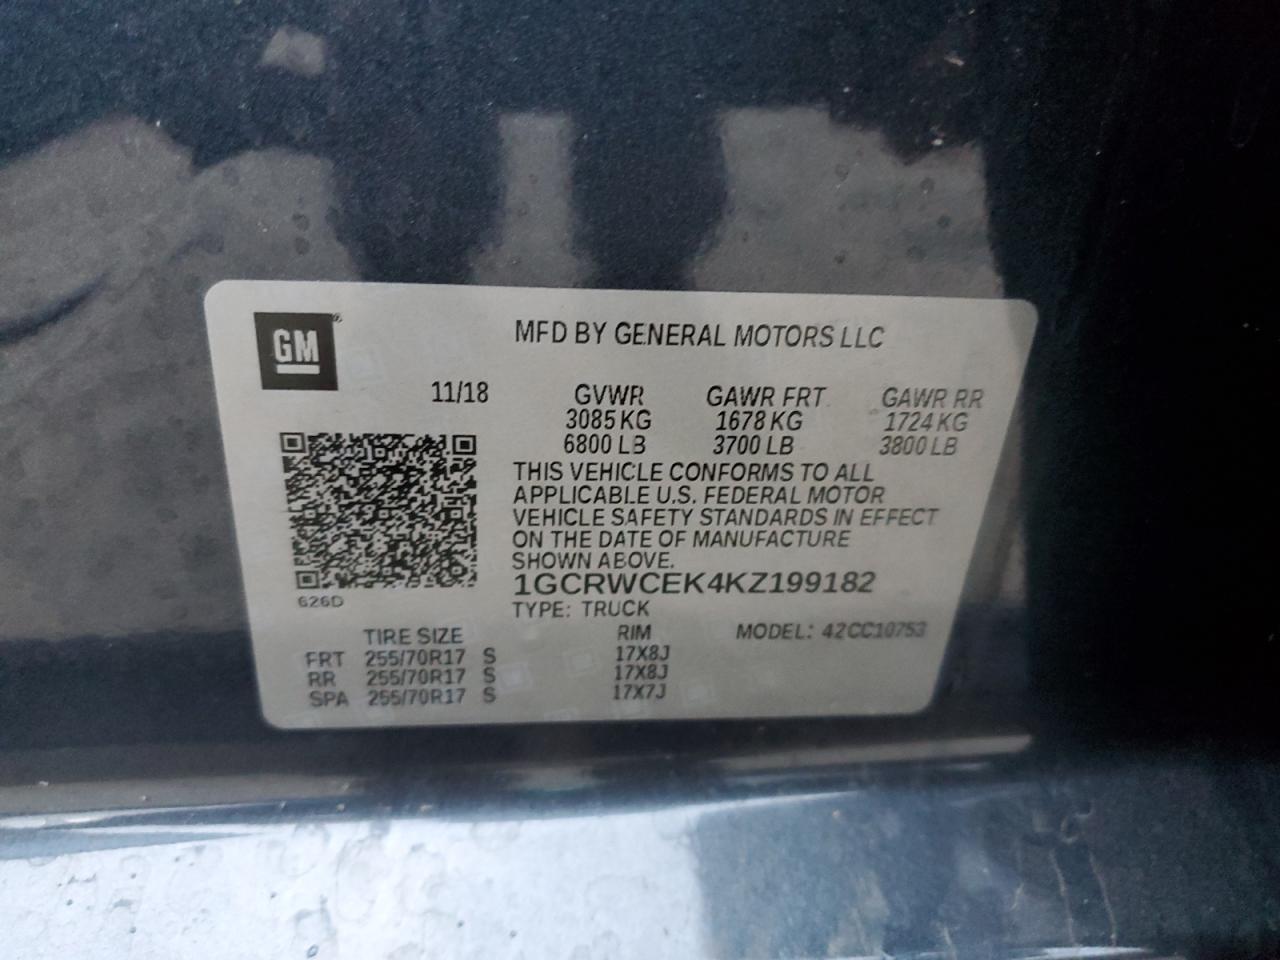 GM®
MFD BY GENERAL MOTORS LLC
11/18 GVWR GAWR FRT GAWR RR
3085 KG 1678 KG 1724 KG
6800 LB 3700 LB 3800 LB
THIS VEHICLE CONFORMS TO ALL
APPLICABLE U.S. FEDERAL MOTOR
VEHICLE SAFETY STANDARDS IN EFFECT
ON THE DATE OF MANUFACTURE
SHOWN ABOVE.
1GCRWCEK4KZ199182
626D
TYPE: TRUCK
TIRE SIZE RIM MODEL: 42CC10753
FRT 255/70R17 S 17X8J
RR 255/70R17 S 17X8J
SPA 255/70R17 S 17X7J